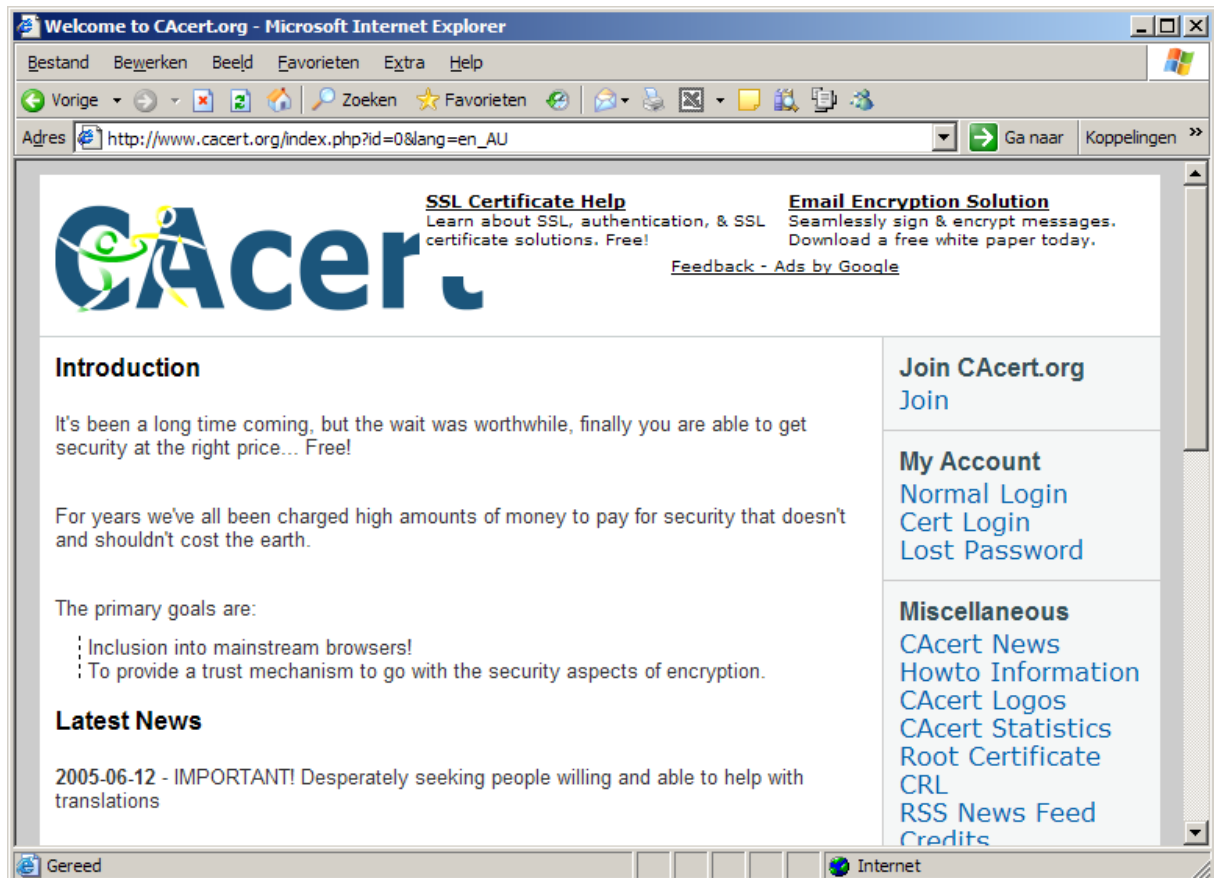 Welcome to CAcert.org - Microsoft Internet Explorer
Bestand Bewerken Beeld Favorieten Extra Help
Vorige Zoeken Favorieten
Adres http://www.cacert.org/index.php?id=0&lang=en_AU Ga naar Koppelingen »
CAcert
SSL Certificate Help
Learn about SSL, authentication, & SSL
certificate solutions. Free!
Email Encryption Solution
Seamlessly sign & encrypt messages.
Download a free white paper today.
Feedback - Ads by Google
Introduction
It's been a long time coming, but the wait was worthwhile, finally you are able to get
security at the right price... Free!
For years we've all been charged high amounts of money to pay for security that doesn't
and shouldn't cost the earth.
The primary goals are:
Inclusion into mainstream browsers!
To provide a trust mechanism to go with the security aspects of encryption.
Latest News
2005-06-12 - IMPORTANT! Desperately seeking people willing and able to help with
translations
Join CAcert.org
Join
My Account
Normal Login
Cert Login
Lost Password
Miscellaneous
CAcert News
Howto Information
CAcert Logos
CAcert Statistics
Root Certificate
CRL
RSS News Feed
Credits
Gereed Internet